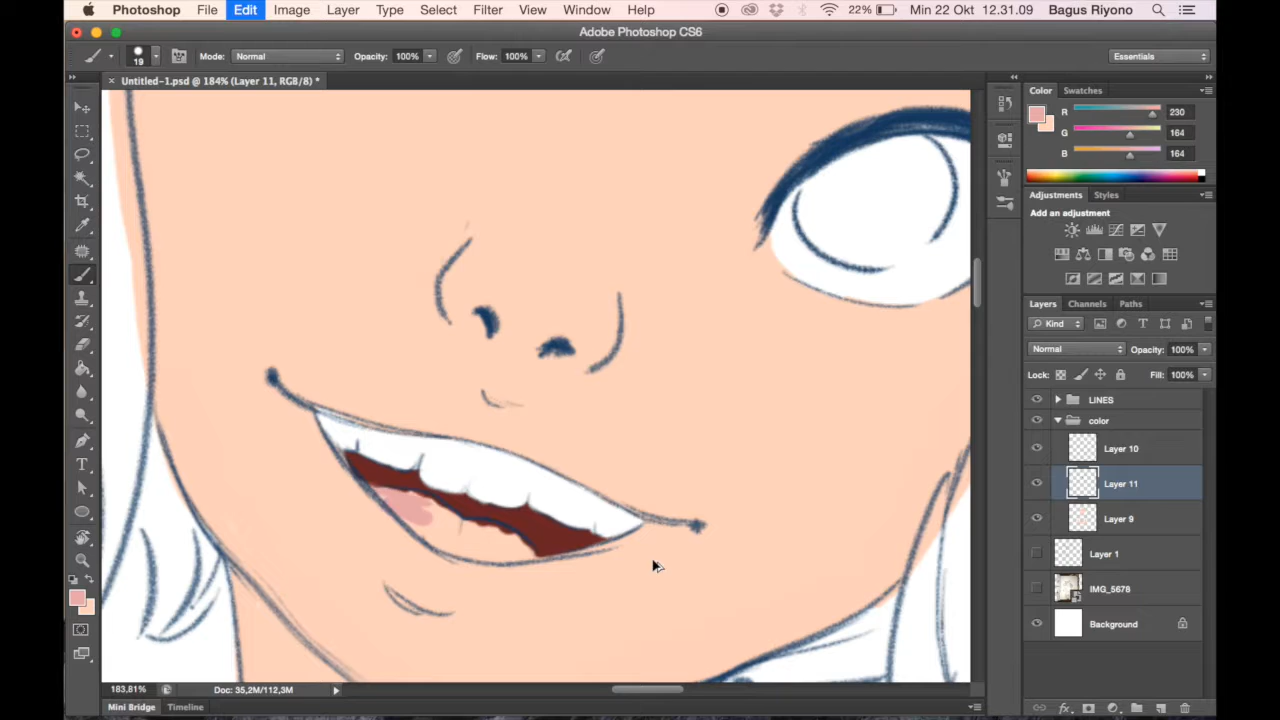 Photoshop File Edit Image Layer Type Select Filter View Window Help 22% Min 22 Okt 12.31.09 Bagus Riyono
Adobe Photoshop CS6
19 Mode: Normal Opacity: 100% Flow: 100% Essentials
Untitled-1.psd @ 184% (Layer 11, RGB/8) *
Color Swatches
R 230
G 164
B 164
Adjustments Styles
Add an adjustment
Layers Channels Paths
Kind
Normal Opacity: 100%
Lock: Fill: 100%
LINES
color
Layer 10
Layer 11
Layer 9
Layer 1
IMG_5678
Background
183,81% Doc: 35,2M/112,3M
Mini Bridge Timeline